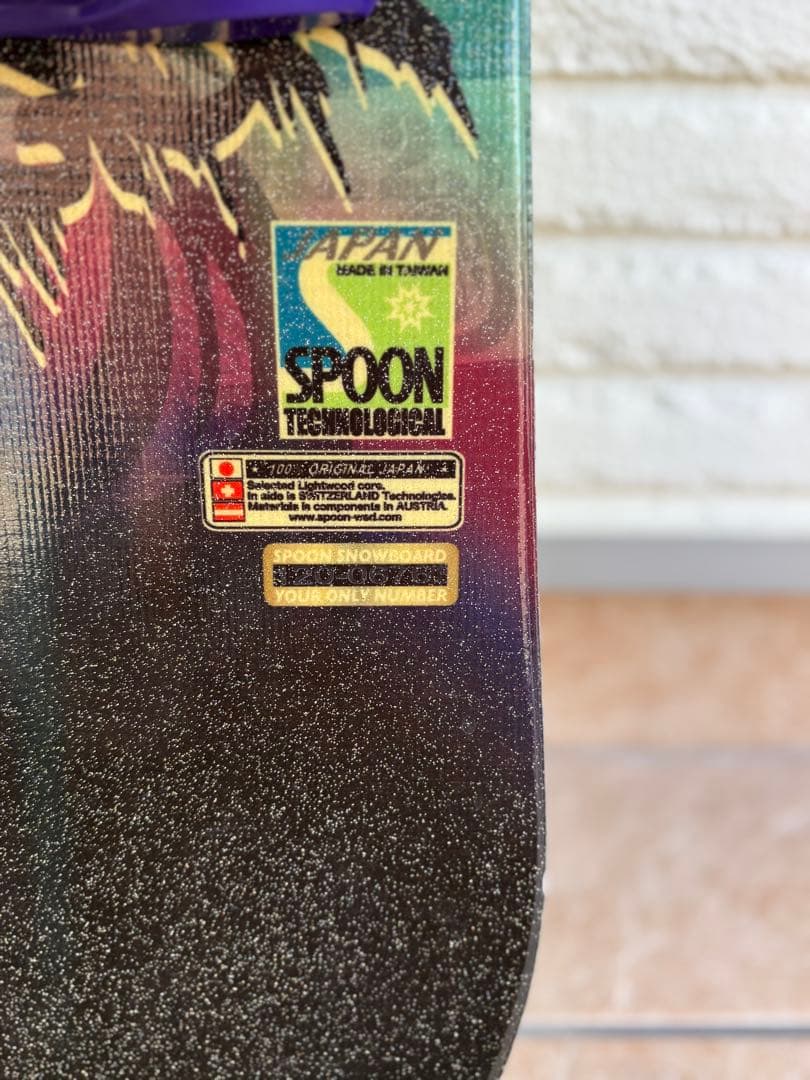 JAPAN
MADE IN TAIWAN
SPOON
TECHNOLOGICAL
100% ORIGINAL JAPAN
Selected Lightwood core.
In side is SWITZERLAND Technologies.
Materials is components in AUSTRIA.
www.spoon-wsd.com
SPOON SNOWBOARD
YOUR ONLY NUMBER